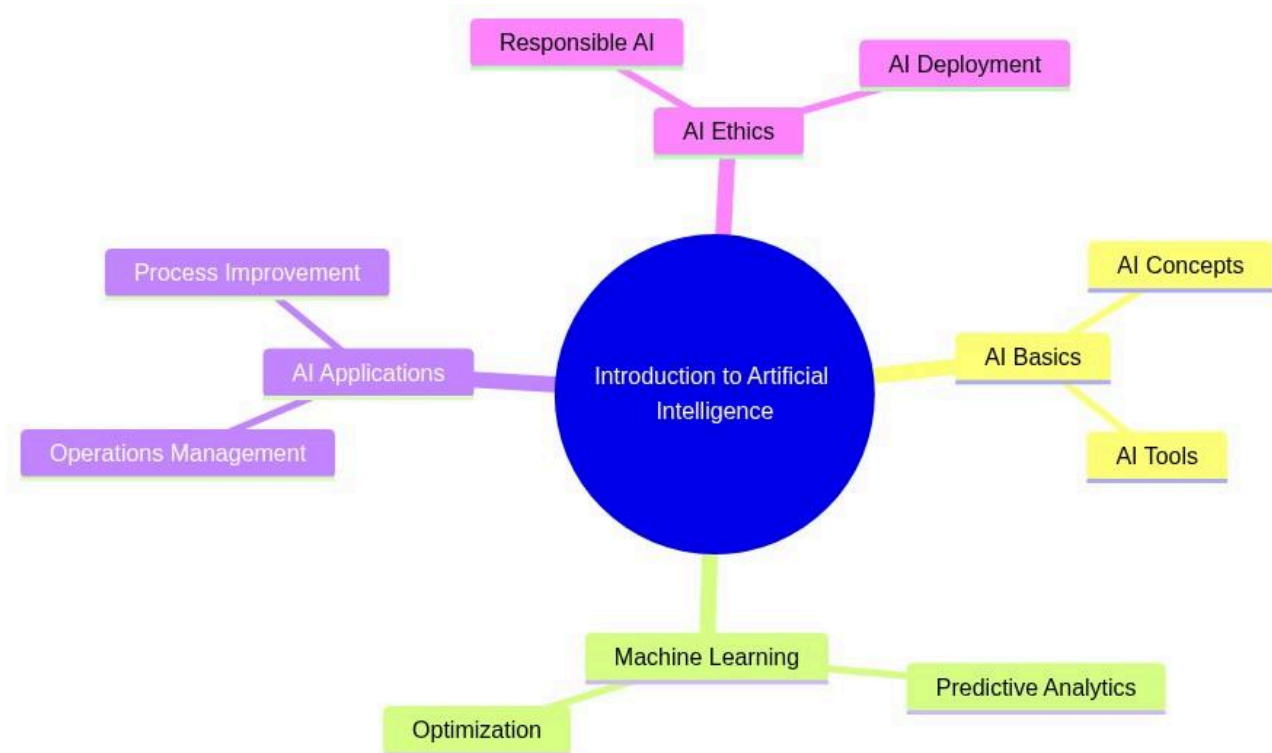 Responsible AI
AI Deployment
AI Ethics
Process Improvement
AI Concepts
AI Applications
Introduction to Artificial
Intelligence
AI Basics
Operations Management
AI Tools
Machine Learning
Predictive Analytics
Optimization